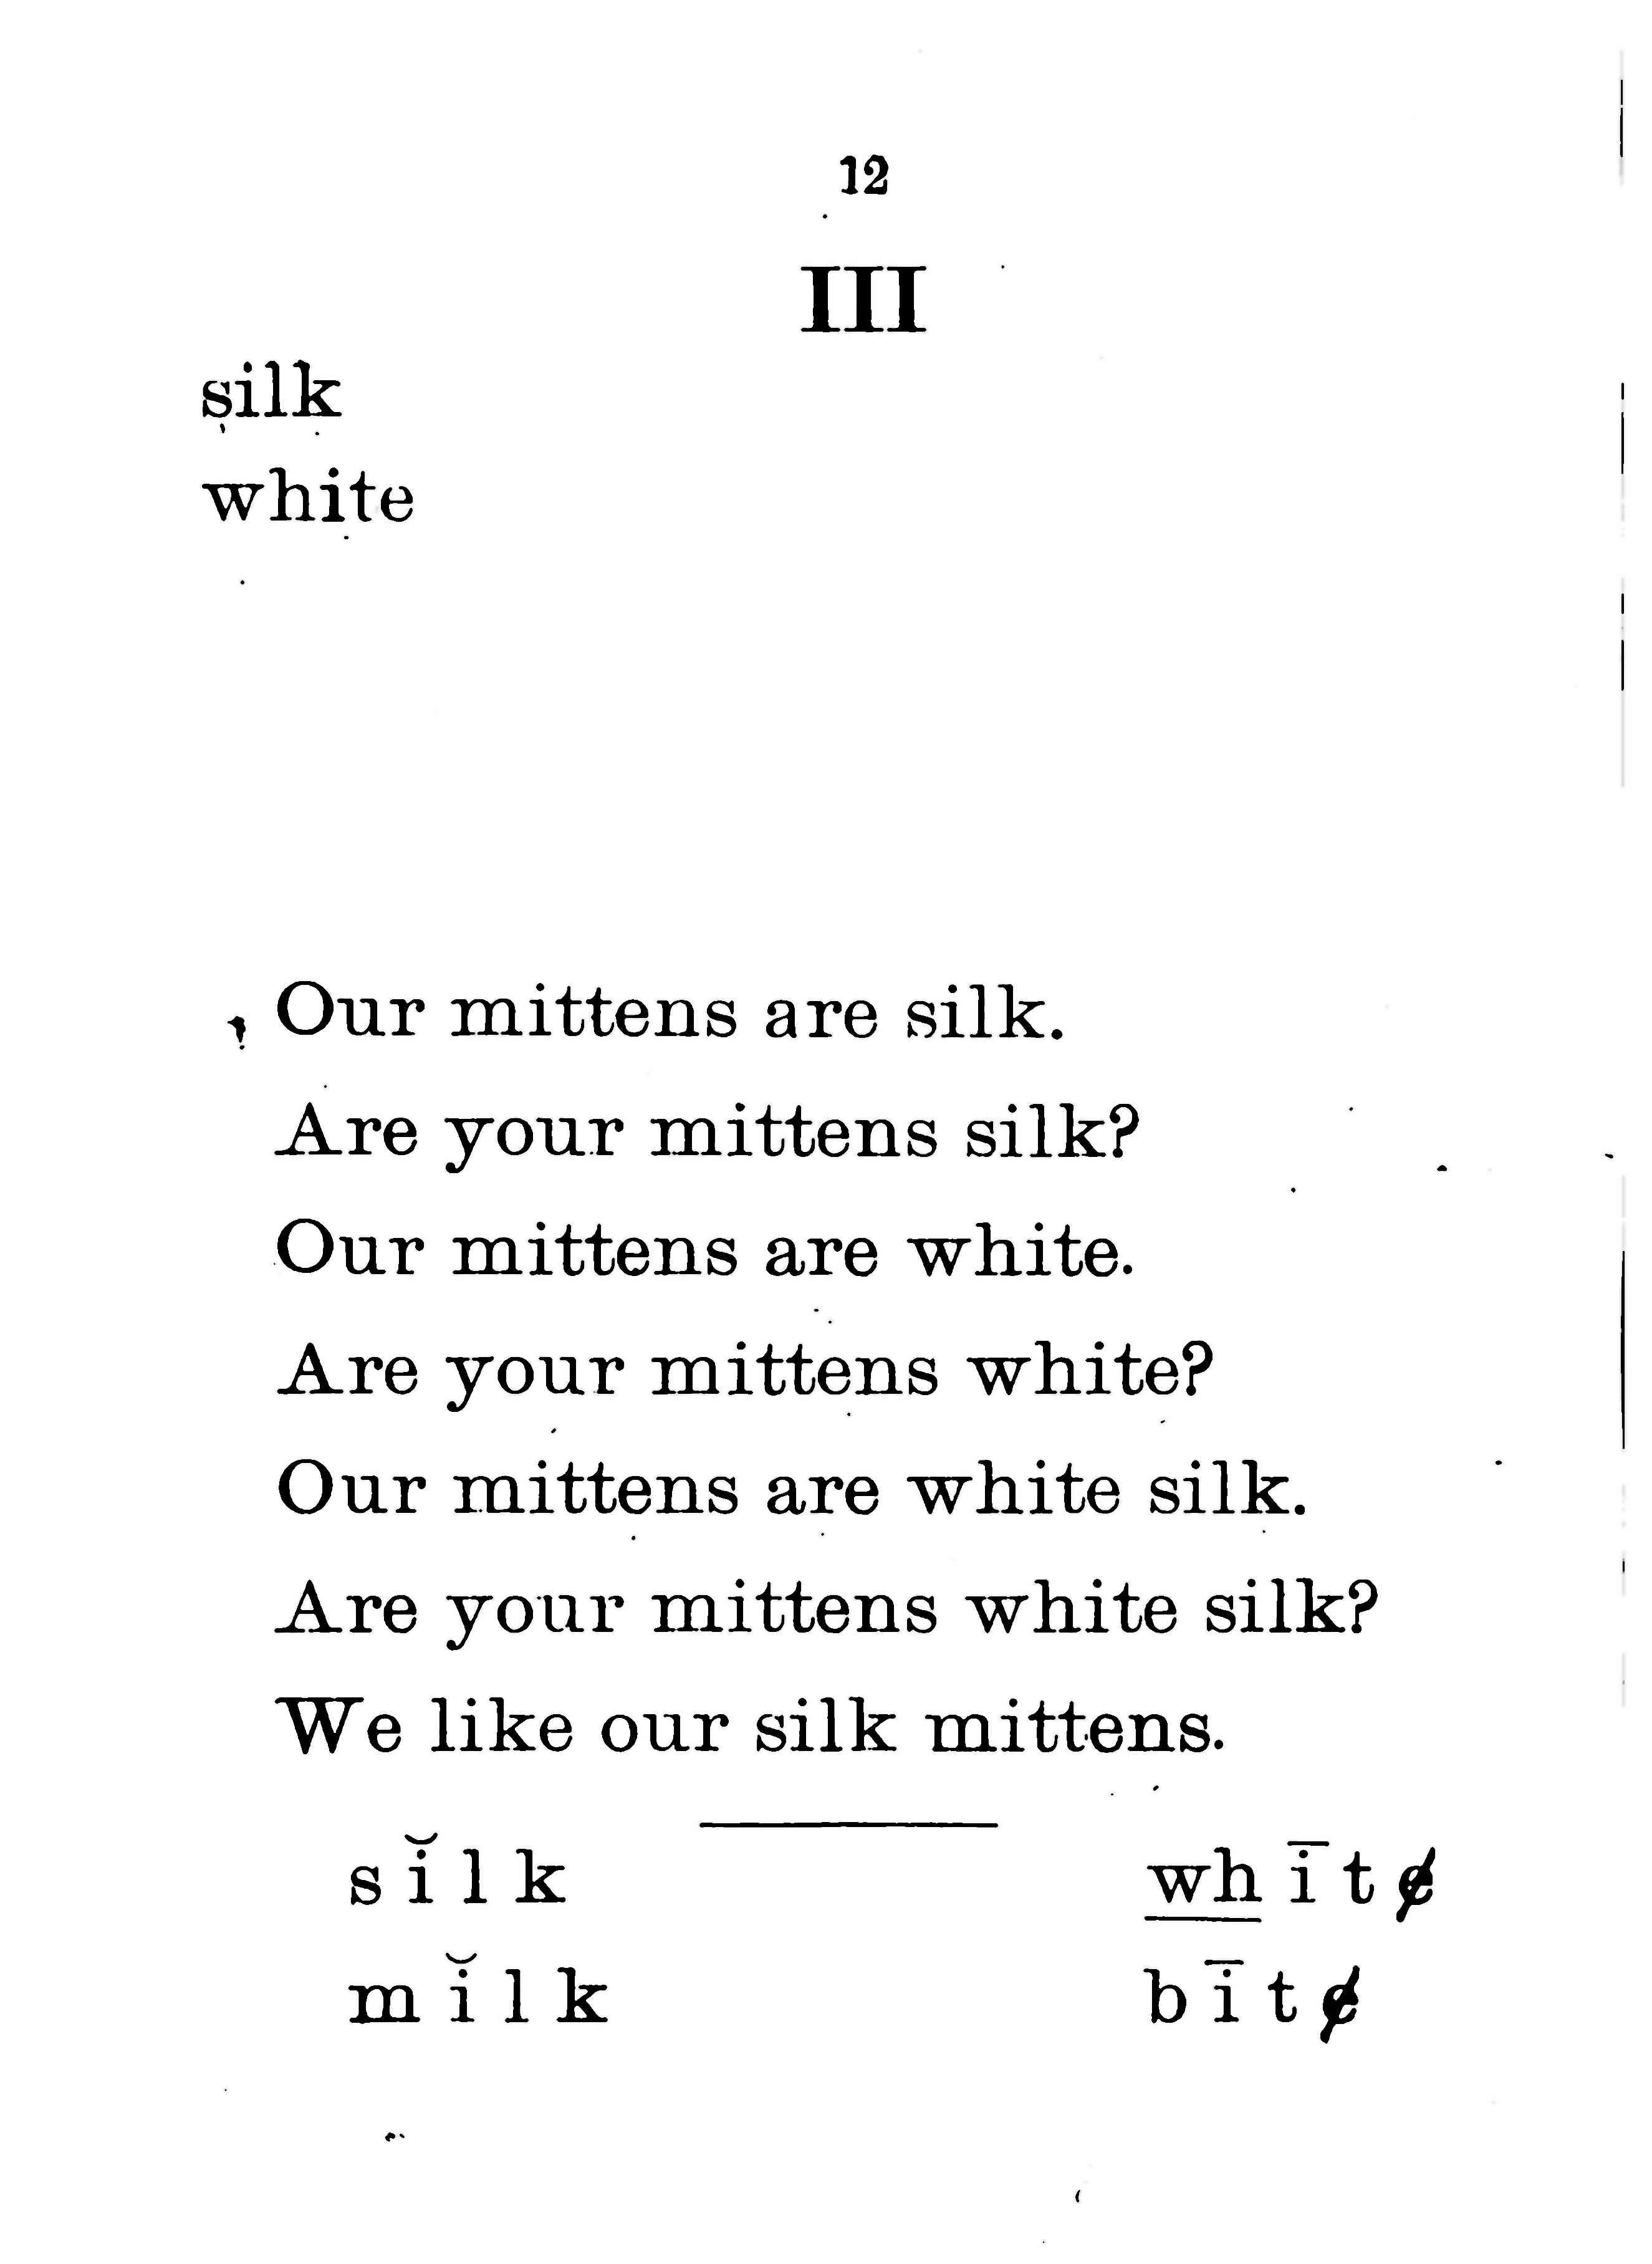 12
III
silk
white
Our mittens are silk.
Are your mittens silk?
Our mittens are white.
Are your mittens white?
Our mittens are white silk.
Are your mittens white silk?
We like our silk mittens.
s ĭ l k wh ī t e̸
m ĭ l k b ī t e̸